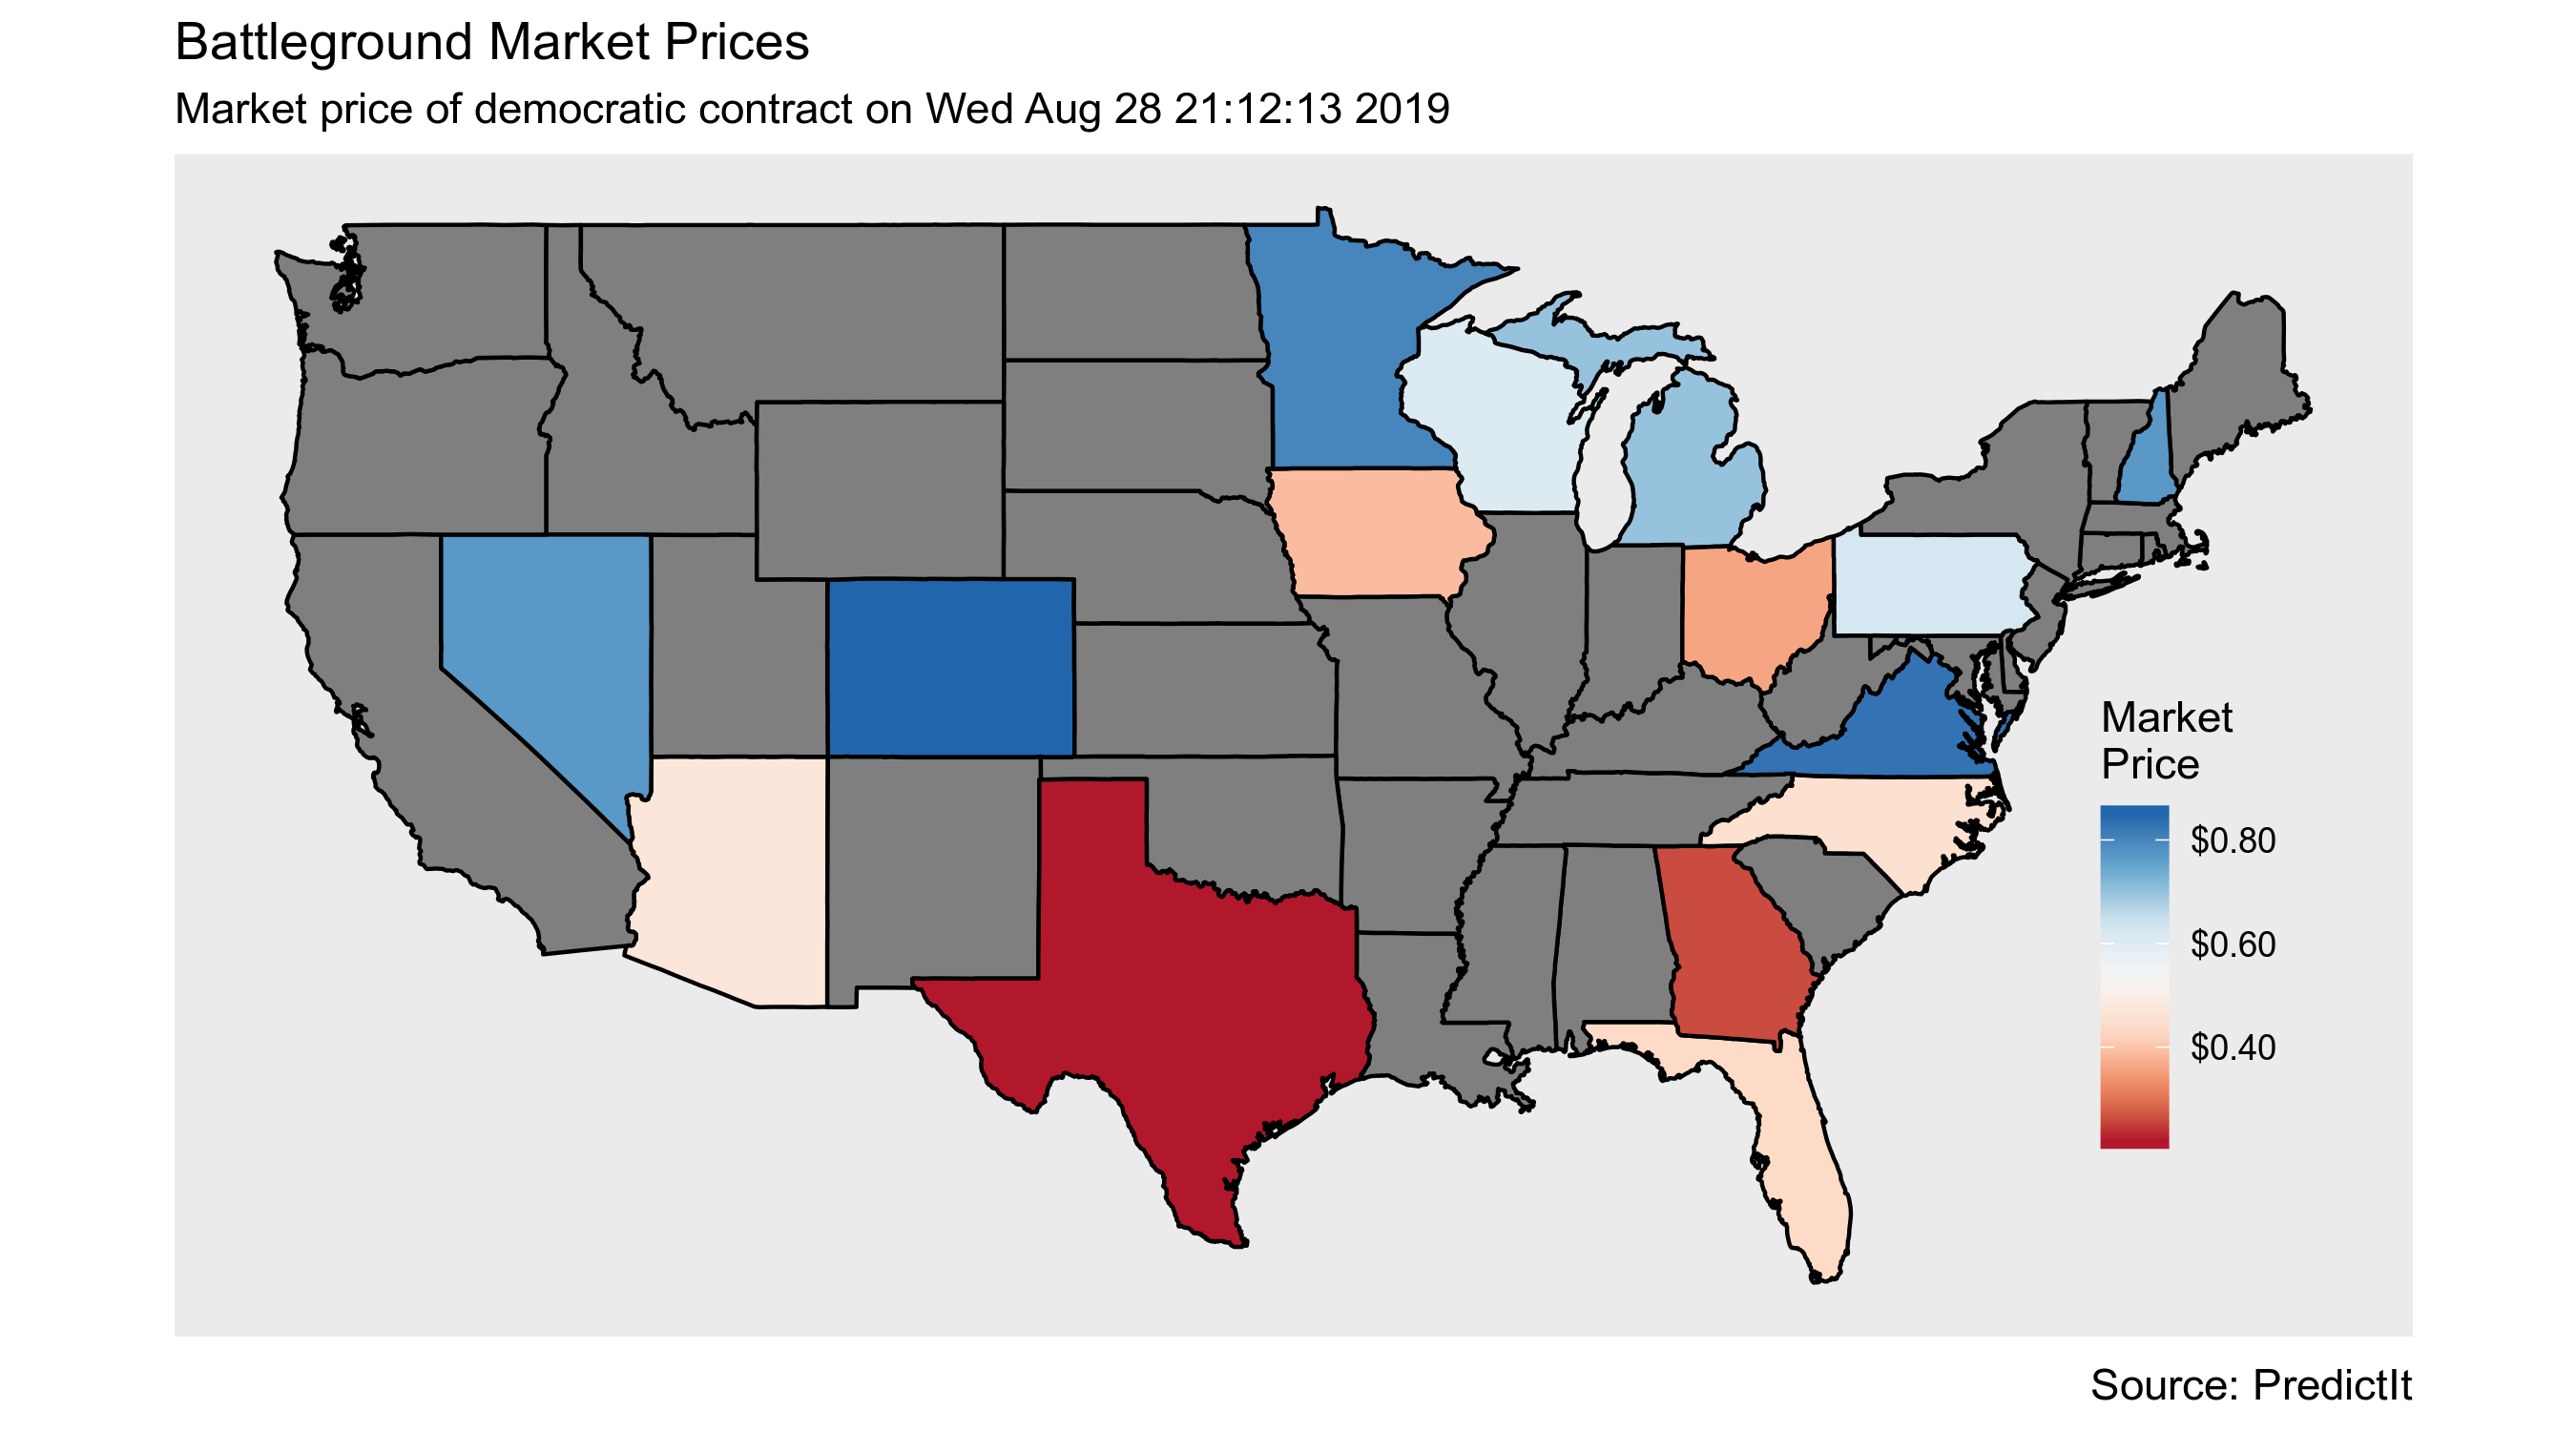 Battleground Market Prices
Market price of democratic contract on Wed Aug 28 21:12:13 2019
Market
Price
$0.80
$0.60
$0.40
Source: PredictIt